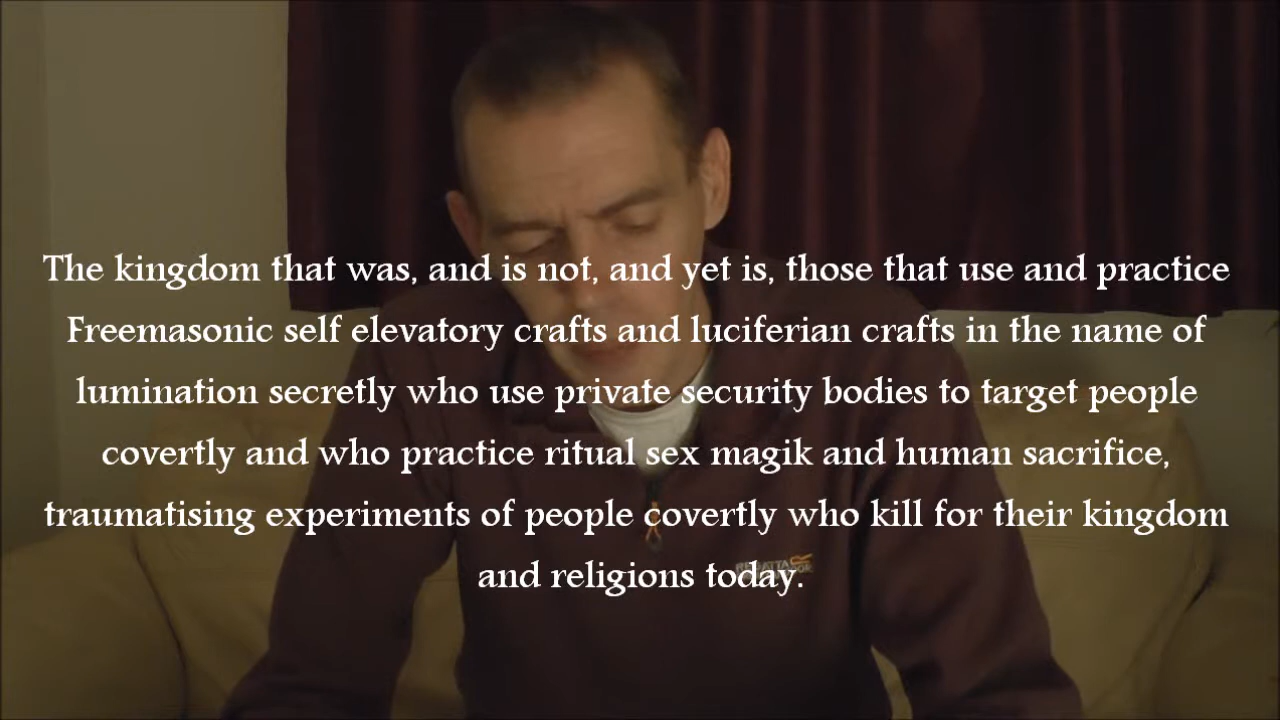 The kingdom that was, and is not, and yet is, those that use and practice
Freemasonic self elevatory crafts and luciferian crafts in the name of
lumination secretly who use private security bodies to target people
covertly and who practice ritual sex magik and human sacrifice,
traumatising experiments of people covertly who kill for their kingdom
and religions today.
REGATTA